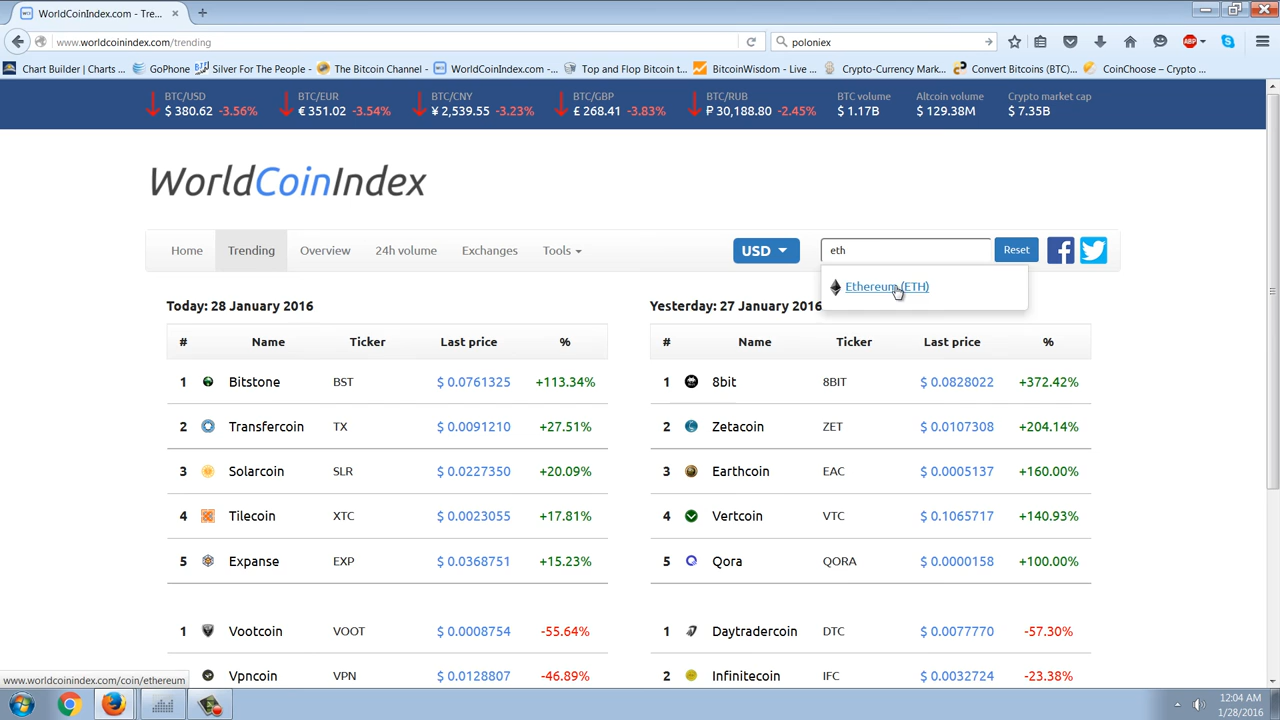 WorldCoinIndex.com - Tre...
www.worldcoinindex.com/trending
poloniex
Chart Builder | Charts ...
GoPhone
Silver For The People - ...
The Bitcoin Channel - ...
WorldCoinIndex.com -...
Top and Flop Bitcoin t...
BitcoinWisdom - Live ...
Crypto-Currency Mark...
Convert Bitcoins (BTC)...
CoinChoose – Crypto ...
BTC/USD
$ 380.62 -3.56%
BTC/EUR
€ 351.02 -3.54%
BTC/CNY
¥ 2,539.55 -3.23%
BTC/GBP
£ 268.41 -3.83%
BTC/RUB
₽ 30,188.80 -2.45%
BTC volume
$ 1.17B
Altcoin volume
$ 129.38M
Crypto market cap
$ 7.35B
WorldCoinIndex
Home Trending Overview 24h volume Exchanges Tools USD eth Reset
Ethereum (ETH)
Today: 28 January 2016
# Name Ticker Last price %
1 Bitstone BST $ 0.0761325 +113.34%
2 Transfercoin TX $ 0.0091210 +27.51%
3 Solarcoin SLR $ 0.0227350 +20.09%
4 Tilecoin XTC $ 0.0023055 +17.81%
5 Expanse EXP $ 0.0368751 +15.23%
1 Vootcoin VOOT $ 0.0008754 -55.64%
Vpncoin VPN $ 0.0128807 -46.89%
Yesterday: 27 January 2016
# Name Ticker Last price %
1 8bit 8BIT $ 0.0828022 +372.42%
2 Zetacoin ZET $ 0.0107308 +204.14%
3 Earthcoin EAC $ 0.0005137 +160.00%
4 Vertcoin VTC $ 0.1065717 +140.93%
5 Qora QORA $ 0.0000158 +100.00%
1 Daytradercoin DTC $ 0.0077770 -57.30%
2 Infinitecoin IFC $ 0.0032724 -23.38%
www.worldcoinindex.com/coin/ethereum
12:04 AM
1/28/2016